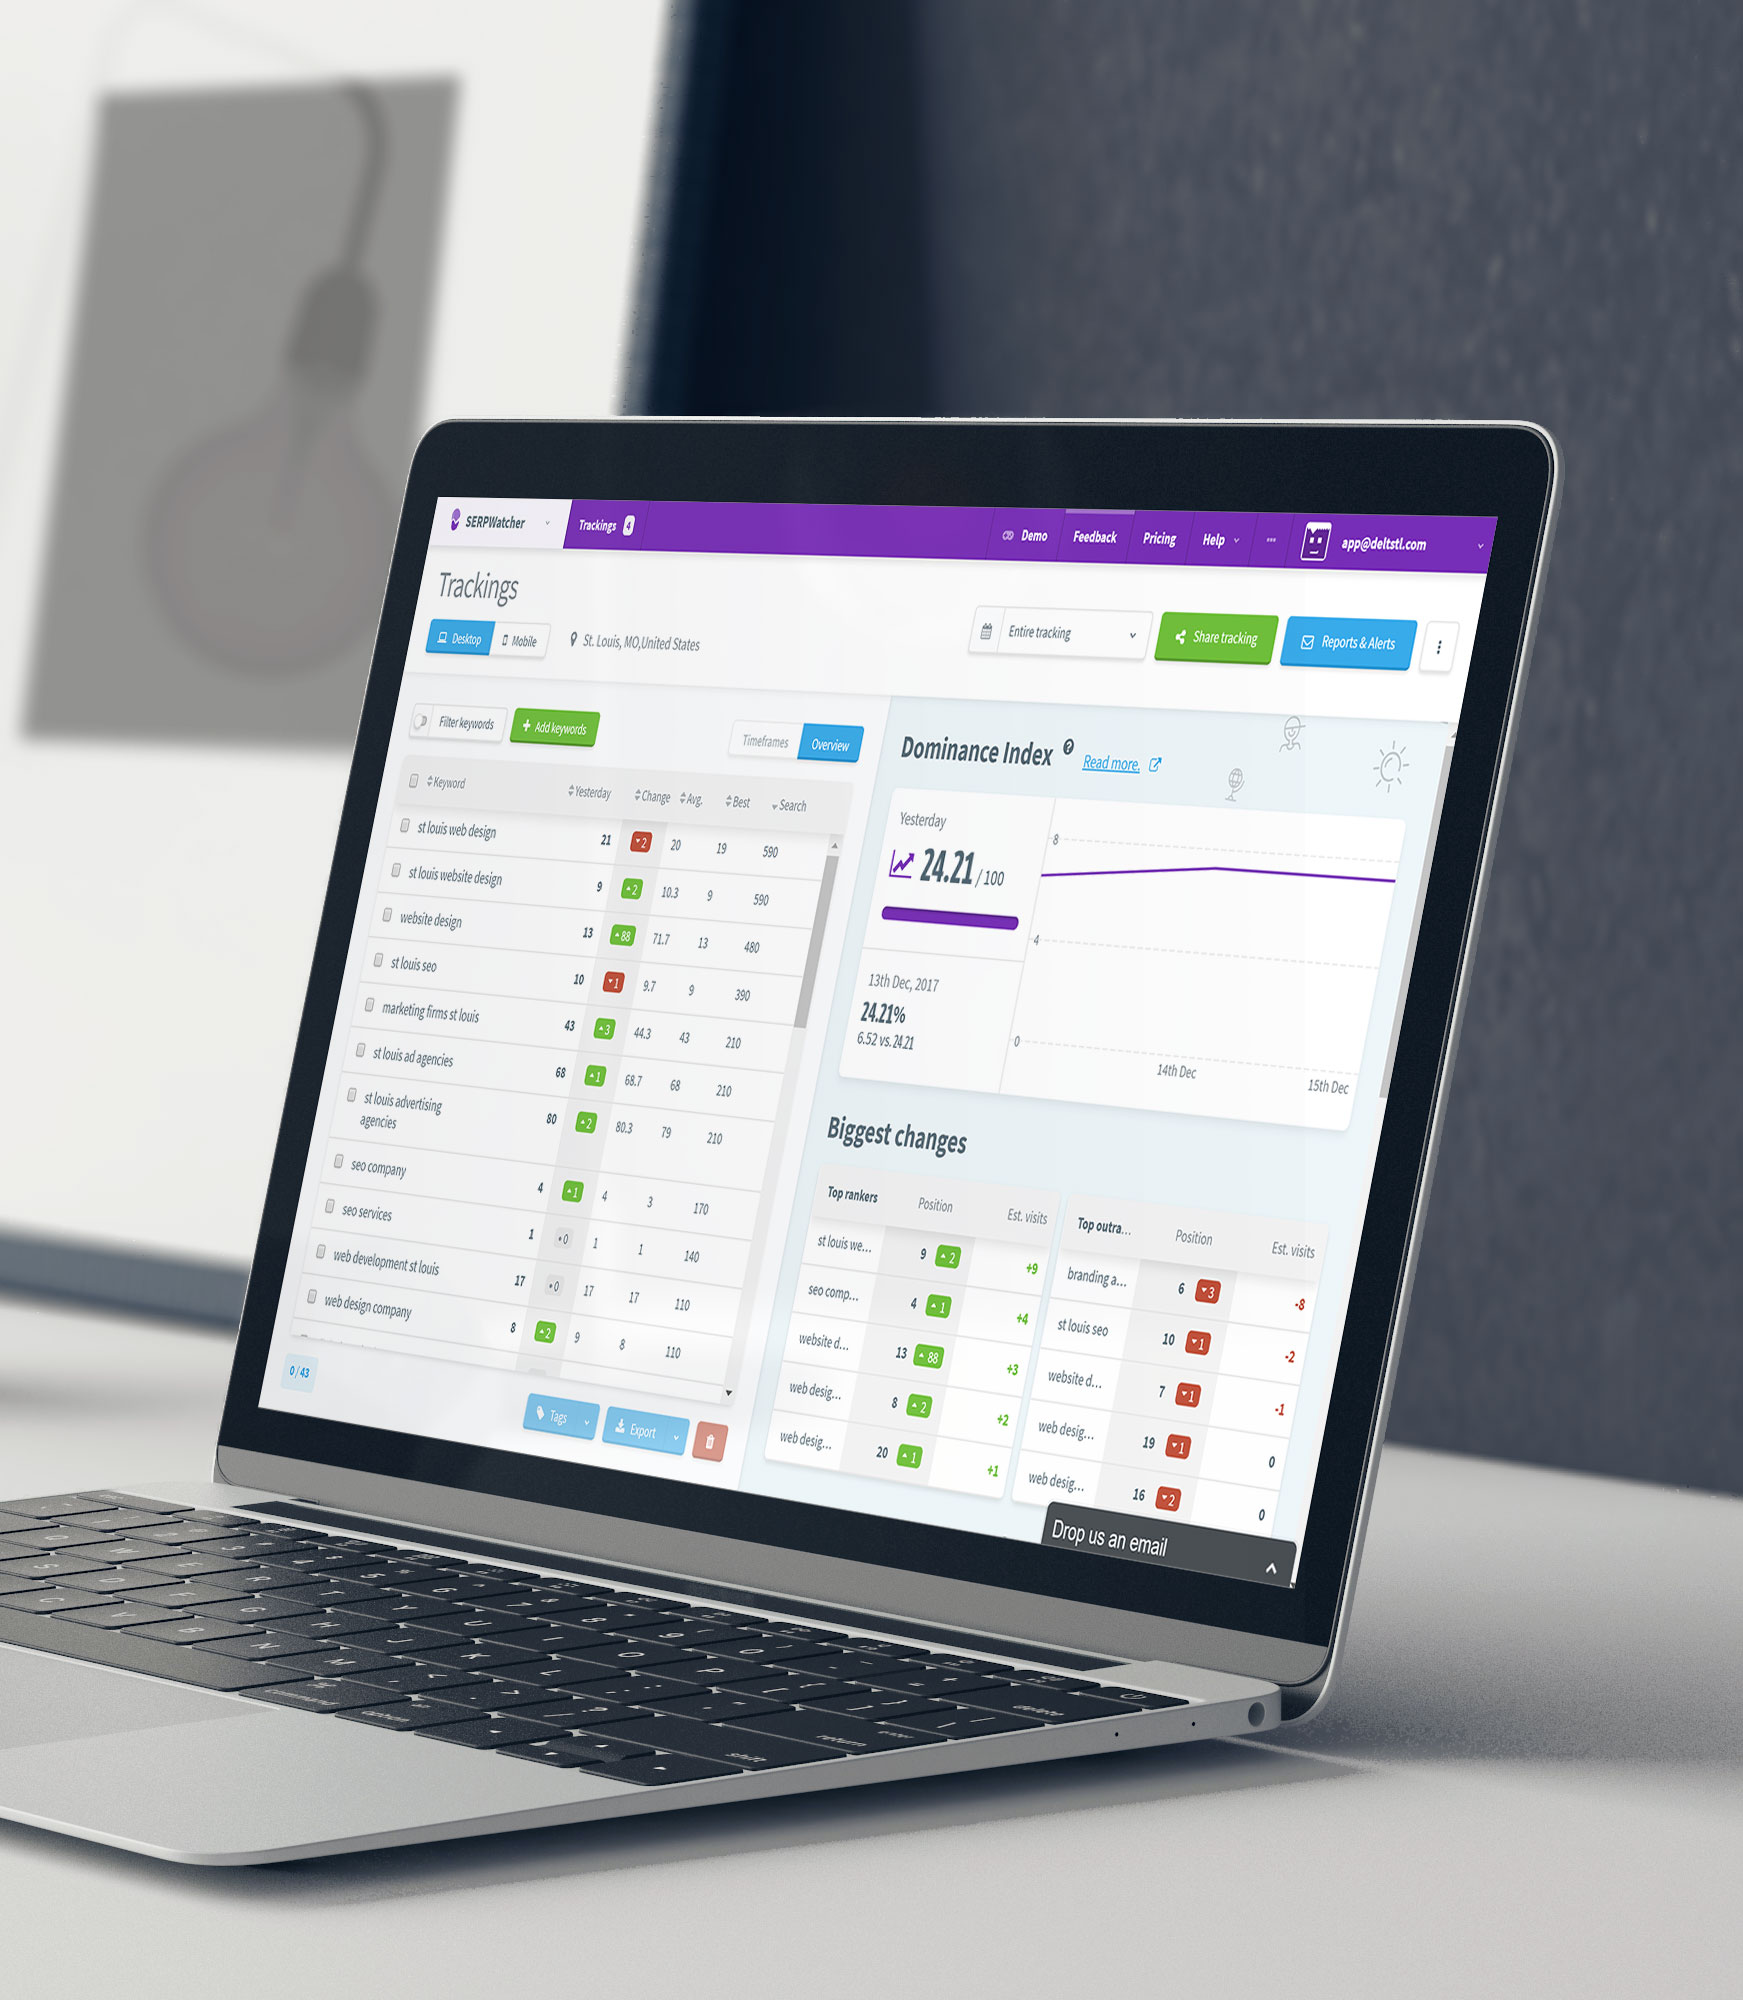 SERPWatcher
Trackings 4
Demo
Feedback
Pricing
Help
app@deltstl.com
Trackings
Desktop
Mobile
St. Louis, MO,United States
Entire tracking
Share tracking
Reports & Alerts
Filter keywords
+ Add keywords
Timeframes
Overview
Keyword Yesterday Change Avg. Best Search
st louis web design 21 2 20 19 590
st louis website design 9 2 10.3 9 590
website design 13 88 71.7 13 480
st louis seo 10 1 9.7 9 390
marketing firms st louis 43 3 44.3 43 210
st louis ad agencies 68 1 68.7 68 210
st louis advertising
agencies 80 2 80.3 79 210
seo company 4 1 4 3 170
seo services 1 0 1 1 140
web development st louis 17 0 17 17 110
web design company 8 2 9 8 110
0 / 43
Tags
Export
Dominance Index ?
Read more.
Yesterday
24.21 / 100
13th Dec, 2017
24.21%
6.52 vs. 24.21
8
4
0
14th Dec
15th Dec
Biggest changes
Top rankers Position Est. visits
st louis we... 9 2 +9
seo comp... 4 1 +4
website d... 13 88 +3
web desig... 8 2 +2
web desig... 20 1 +1
Top outra... Position Est. visits
branding a... 6 3 -8
st louis seo 10 1 -2
website d... 7 1 -1
web desig... 19 1 0
web desig... 16 2 0
Drop us an email
command
option
shift
return
enter
delete